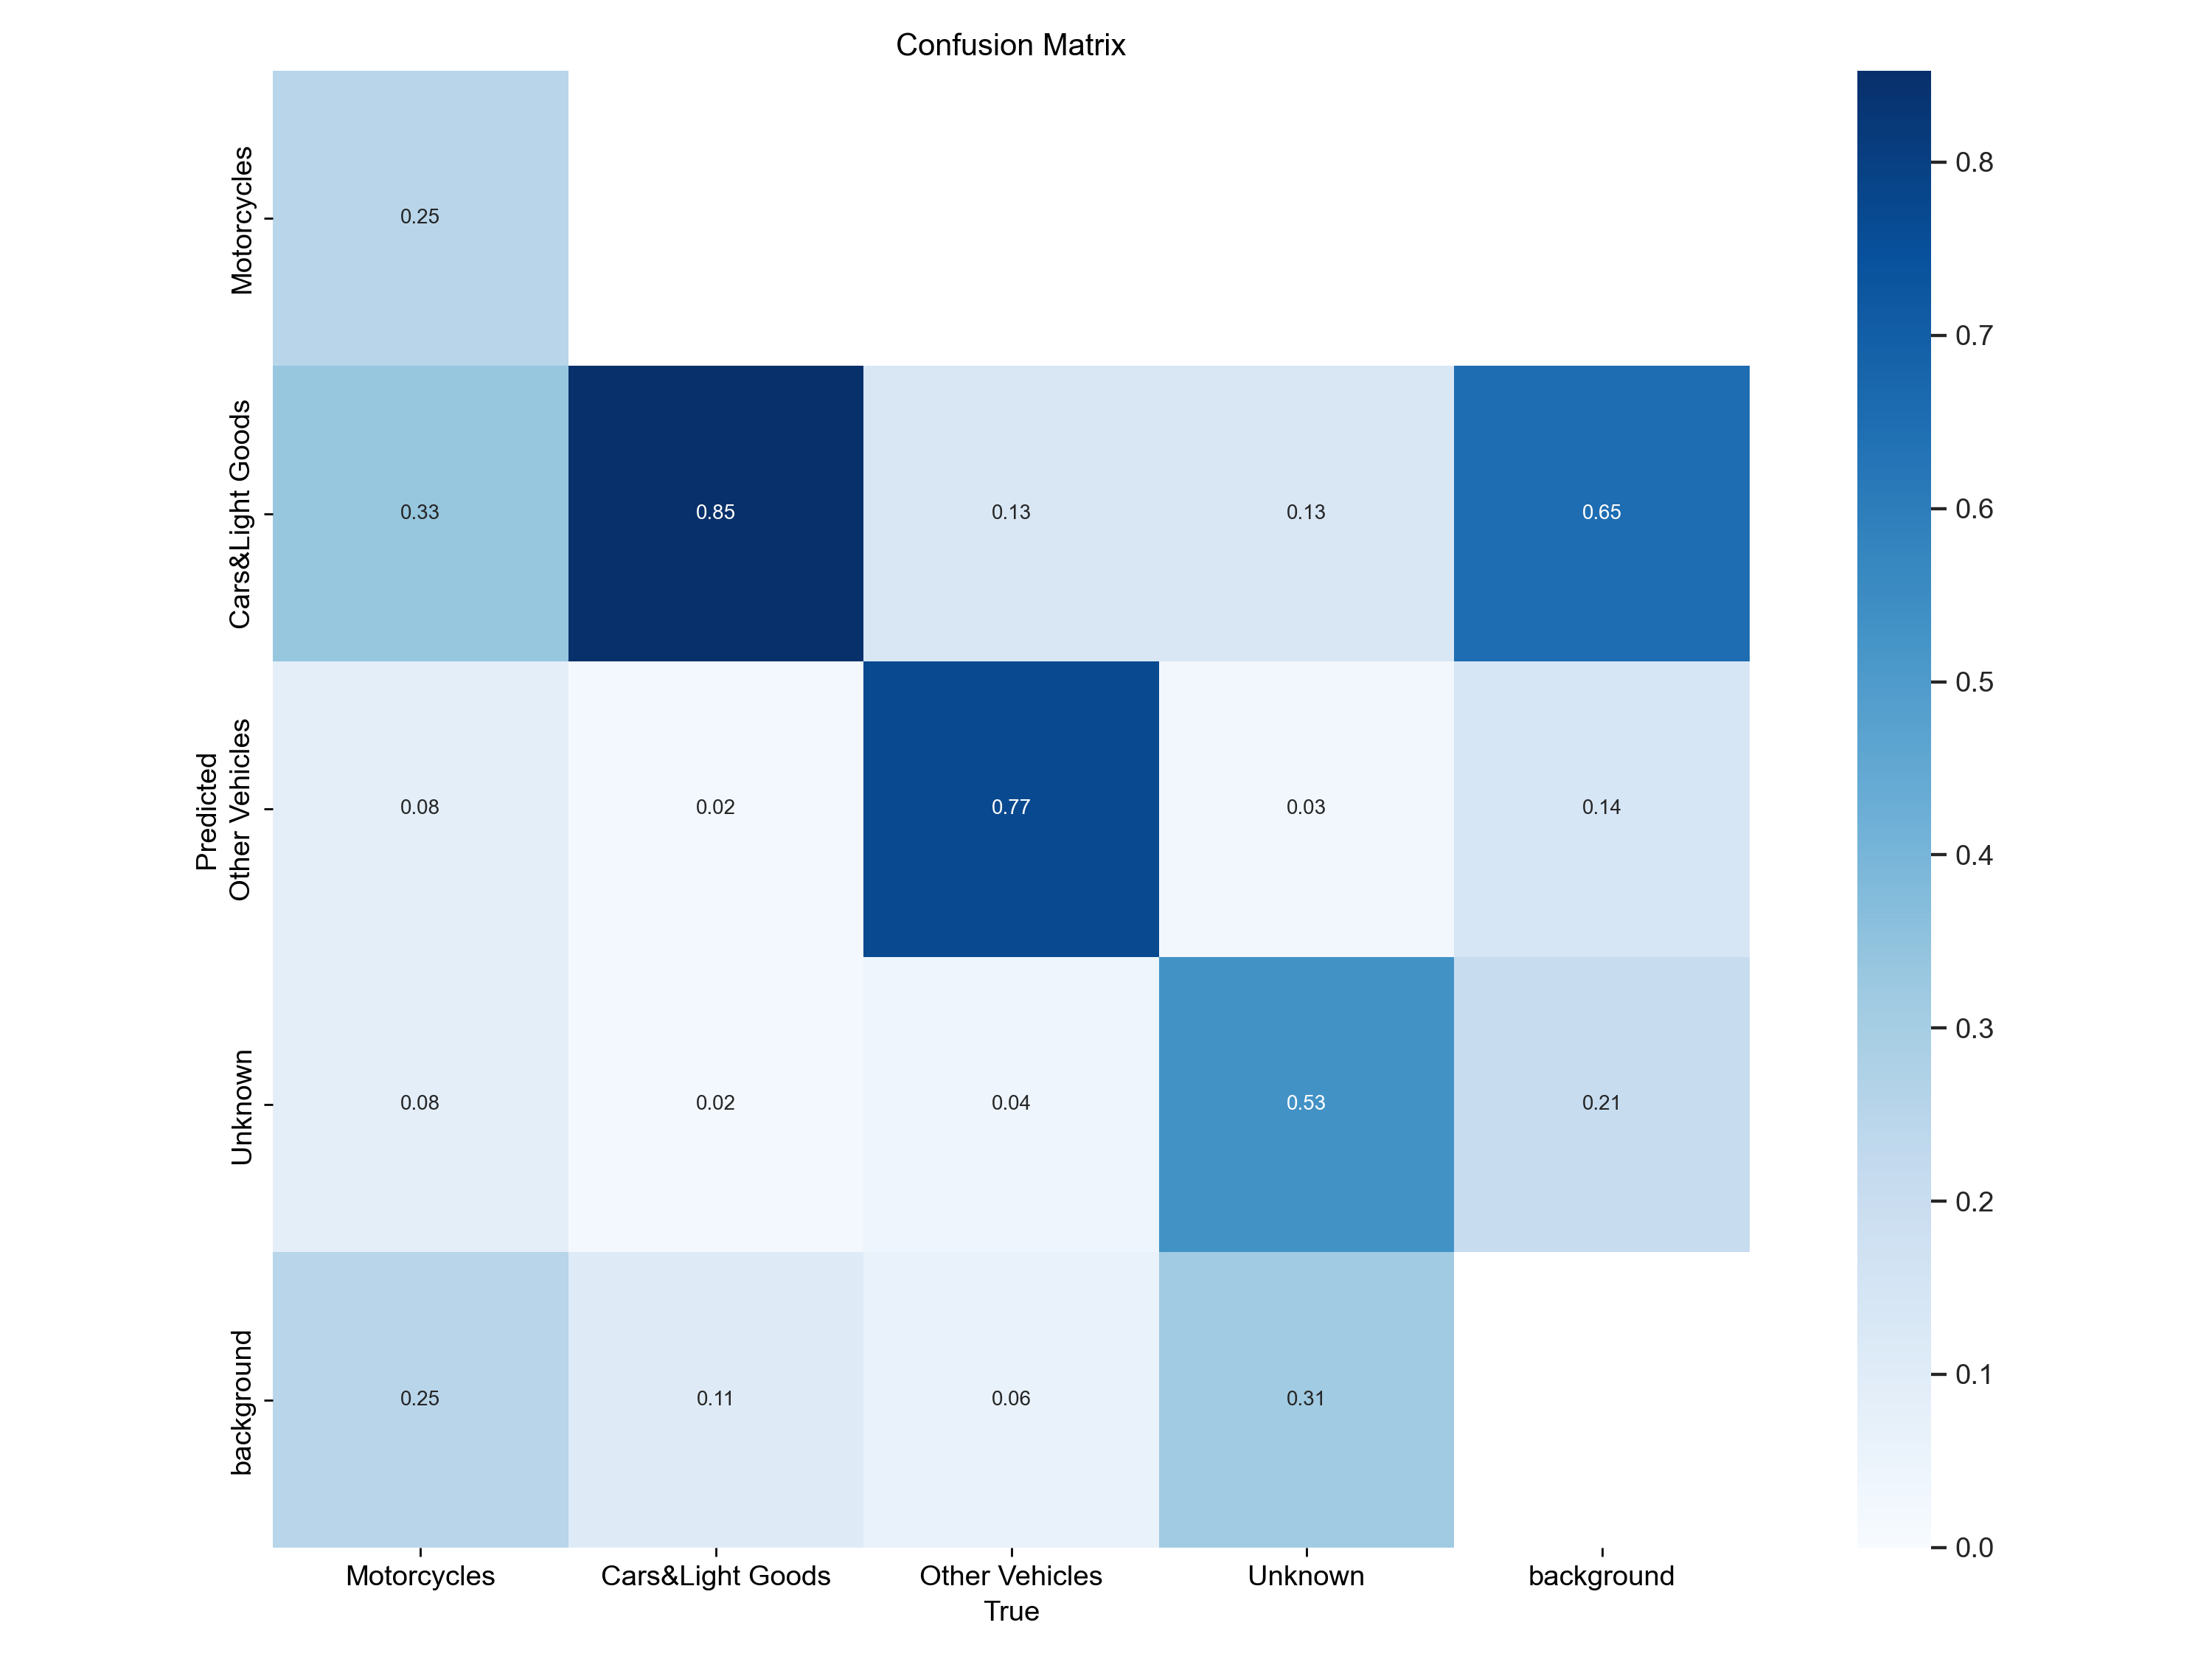 Confusion Matrix
Motorcycles
0.25
Cars&Light Goods
0.33 0.85 0.13 0.13 0.65
Predicted
Other Vehicles
0.08 0.02 0.77 0.03 0.14
Unknown
0.08 0.02 0.04 0.53 0.21
background
0.25 0.11 0.06 0.31
Motorcycles Cars&Light Goods Other Vehicles Unknown background
True
0.8
0.7
0.6
0.5
0.4
0.3
0.2
0.1
0.0